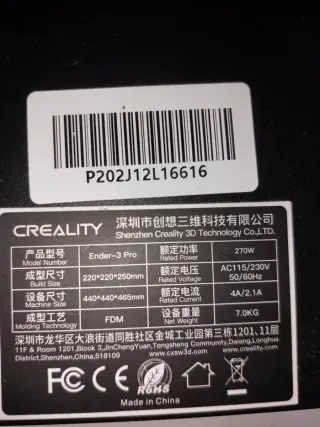 P202J12L16616
CREALITY 深圳市创想三维科技有限公司
Shenzhen Creality 3D Technology Co,.LTD.
产品型号 Ender-3 Pro 额定功率 270W
Model Number Rated Power
成型尺寸 220*220*250mm 额定电压 AC115/230V
Build Size Rated Voltage 50/60Hz
设备尺寸 440*440*465mm 额定电流 4A/2.1A
Machine Size Rated Current
成型工艺 FDM 设备重量 7.0KG
Molding Technology Net Weight
深圳市龙华区大浪街道同胜社区金城工业园第三栋1201、11层
11F & Room 1201,Block 3,JinChengYuan,Tongsheng Community,Dalang,Longhua
District,Shenzhen,China,518109 www.cxsw3d.com www.creality.com
FC CE RoHS
Made in China